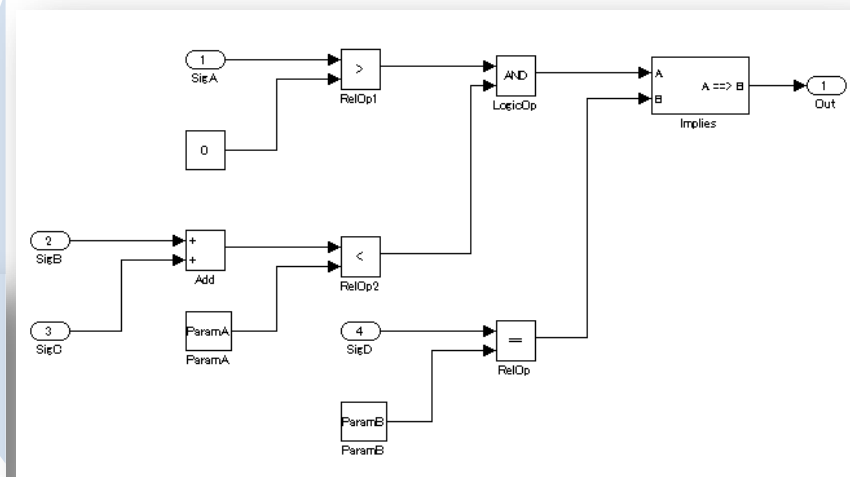 1
SigA
>
RelOp1
0
AND
LogicOp
A
B
A ==> B
Implies
1
Out
2
SigB
+
+
Add
<
RelOp2
3
SigC
ParamA
ParamA
4
SigD
==
RelOp
ParamB
ParamB